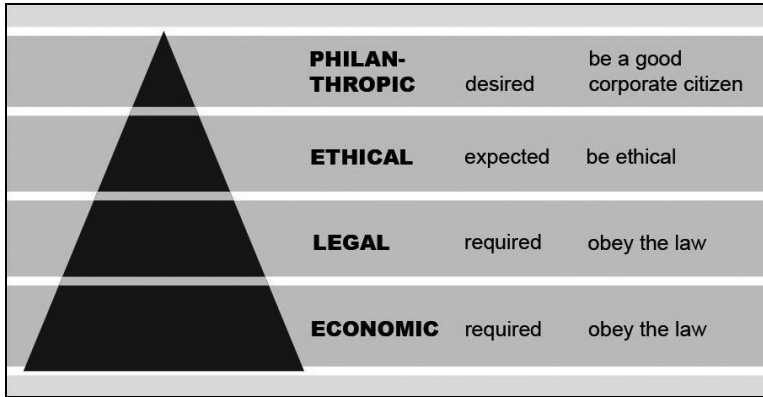 PHILAN-
THROPIC desired be a good
corporate citizen
ETHICAL expected be ethical
LEGAL required obey the law
ECONOMIC required obey the law